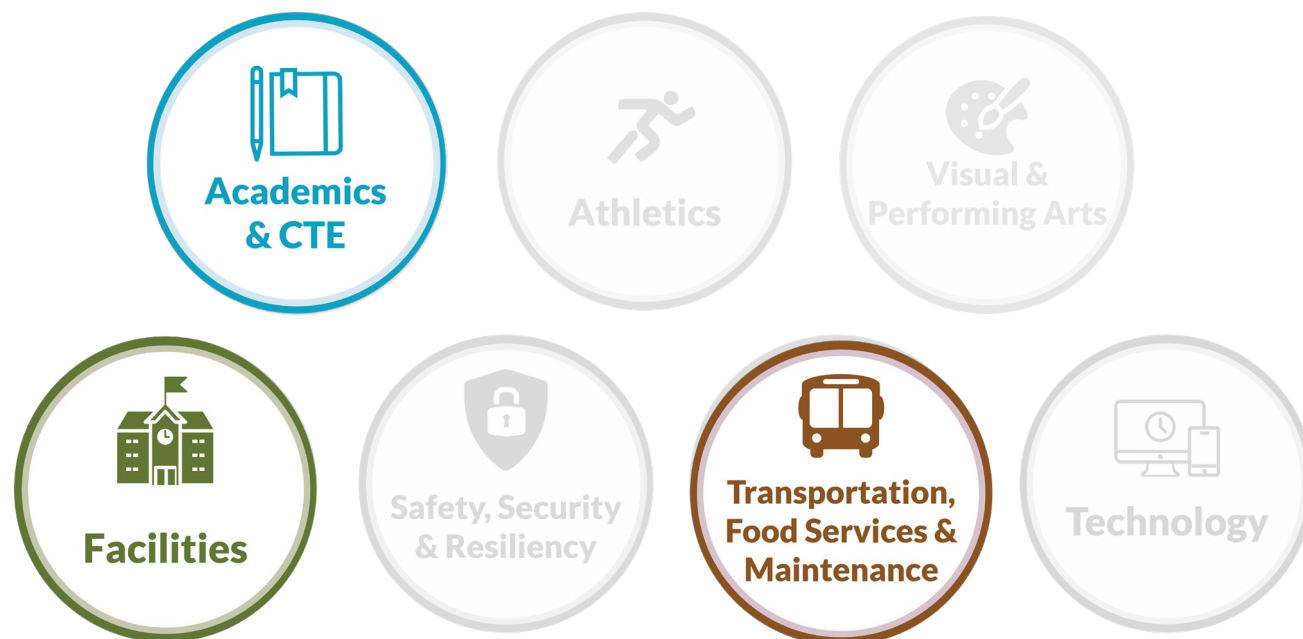 Academics
& CTE
Athletics
Visual &
Performing Arts
Facilities
Safety, Security
& Resiliency
Transportation,
Food Services &
Maintenance
Technology